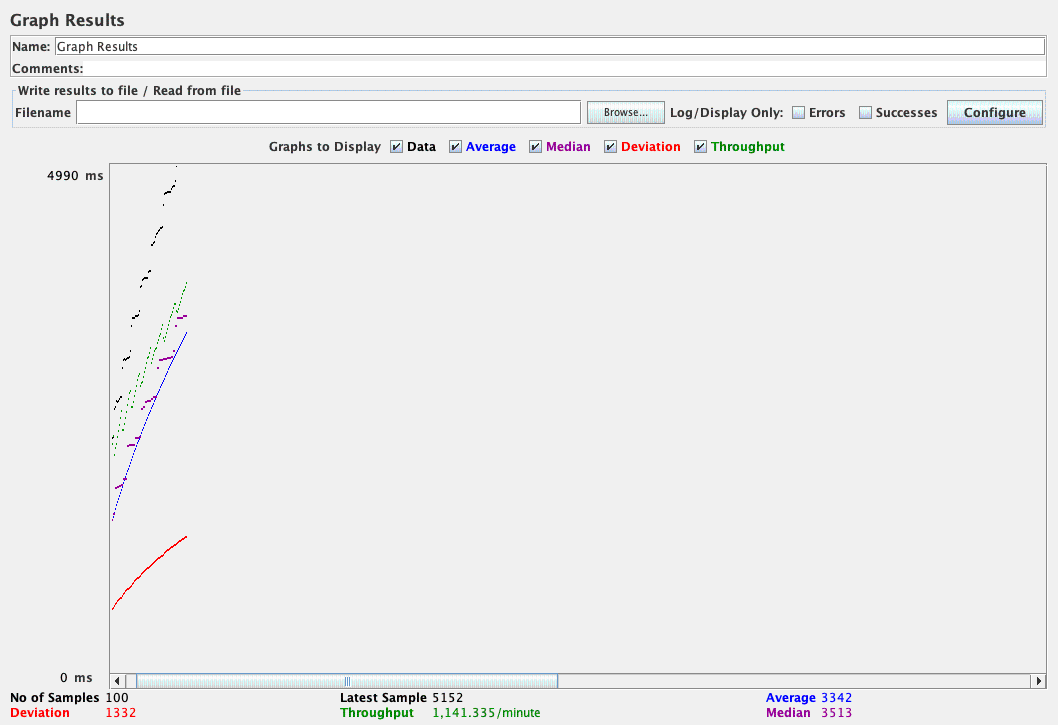 Graph Results
Name: Graph Results
Comments:
Write results to file / Read from file
Filename Browse... Log/Display Only: Errors Successes Configure
Graphs to Display Data Average Median Deviation Throughput
4990 ms
0 ms
No of Samples 100 Latest Sample 5152 Average 3342
Deviation 1332 Throughput 1,141.335/minute Median 3513